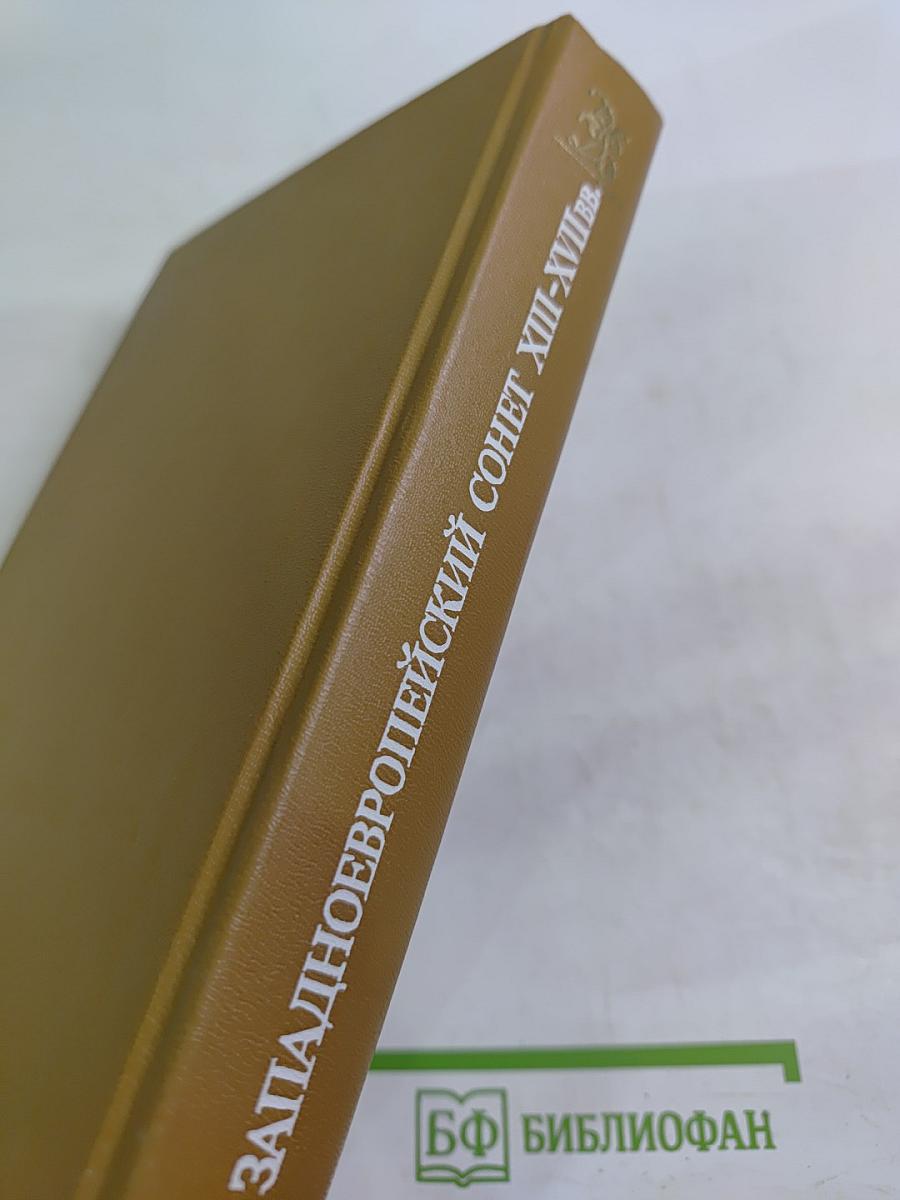 ЗАПАДНОЕВРОПЕЙСКИЙ СОНЕТ XIII-XVII ВВ.
БФ БИБЛИОФАН